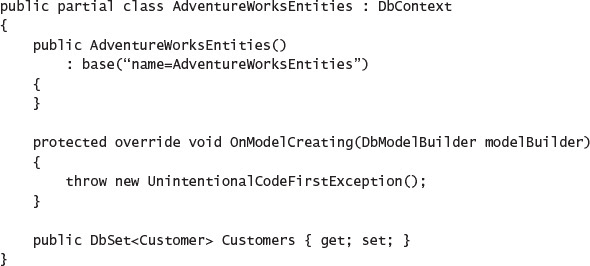 public partial class AdventureWorksEntities : DbContext
{
    public AdventureWorksEntities()
        : base(“name=AdventureWorksEntities”)
    {
    }

    protected override void OnModelCreating(DbModelBuilder modelBuilder)
    {
        throw new UnintentionalCodeFirstException();
    }

    public DbSet<Customer> Customers { get; set; }
}